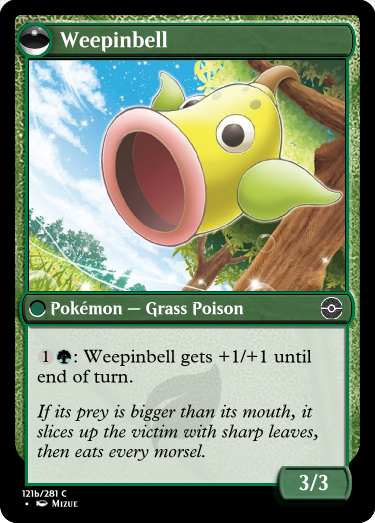 Weepinbell
Pokémon — Grass Poison
1 : Weepinbell gets +1/+1 until
end of turn.
If its prey is bigger than its mouth, it
slices up the victim with sharp leaves,
then eats every morsel.
3/3
121b/281 C
• Mizue